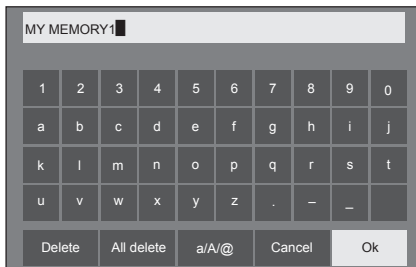 MY MEMORY1
1 2 3 4 5 6 7 8 9 0
a b c d e f g h i j
k l m n o p q r s t
u v w x y z . – _
Delete All delete a/A/@ Cancel Ok